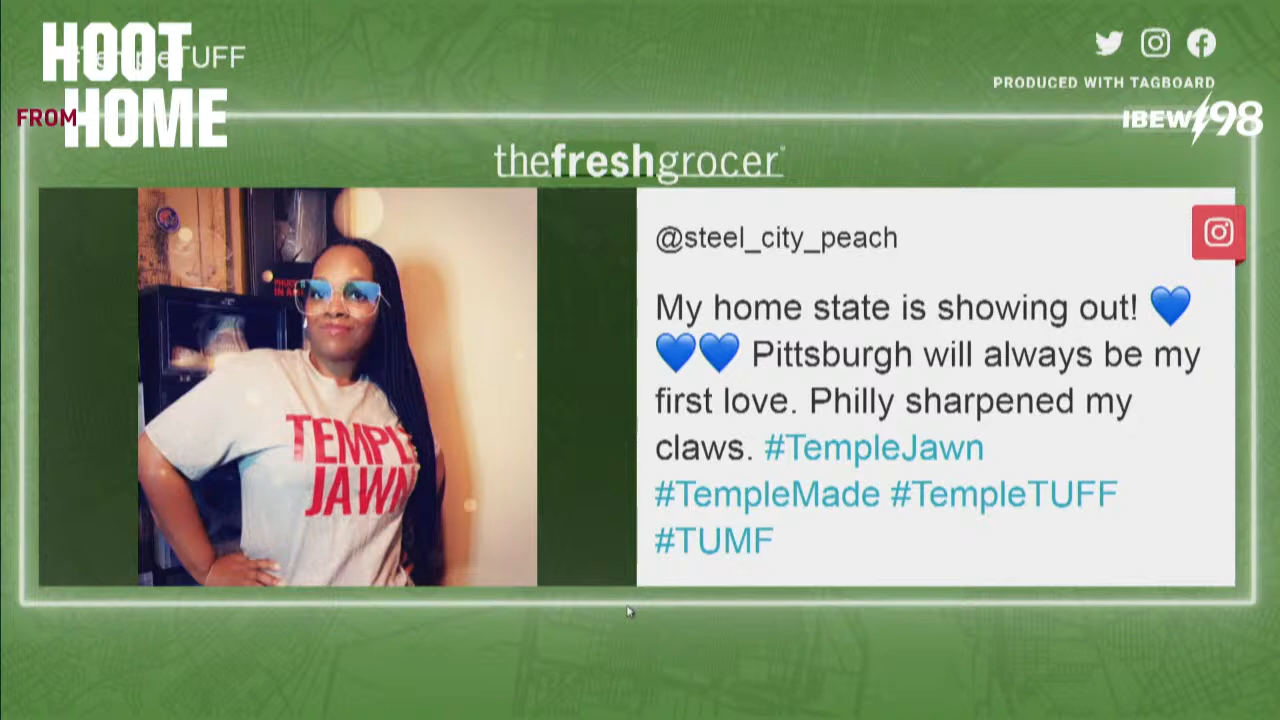 HOOT
#TempleTUFF
FROM HOME
PRODUCED WITH TAGBOARD
IBEW 98
thefreshgrocer
@steel_city_peach
My home state is showing out! 💙
💙💙 Pittsburgh will always be my
first love. Philly sharpened my
claws. #TempleJawn
#TempleMade #TempleTUFF
#TUMF
TEMPLE
JAWN